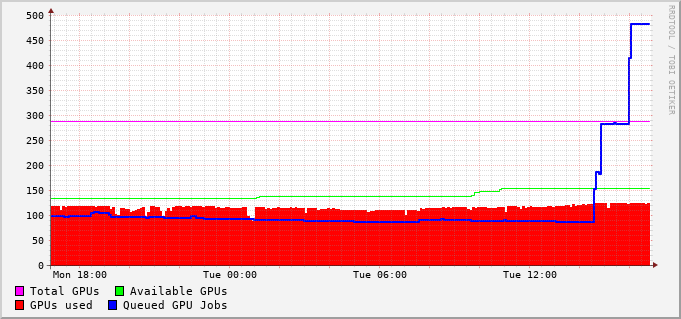 500
450
400
350
300
250
200
150
100
50
0
Mon 18:00 Tue 00:00 Tue 06:00 Tue 12:00
Total GPUs Available GPUs
GPUs used Queued GPU Jobs
RRDTOOL / TOBI OETIKER